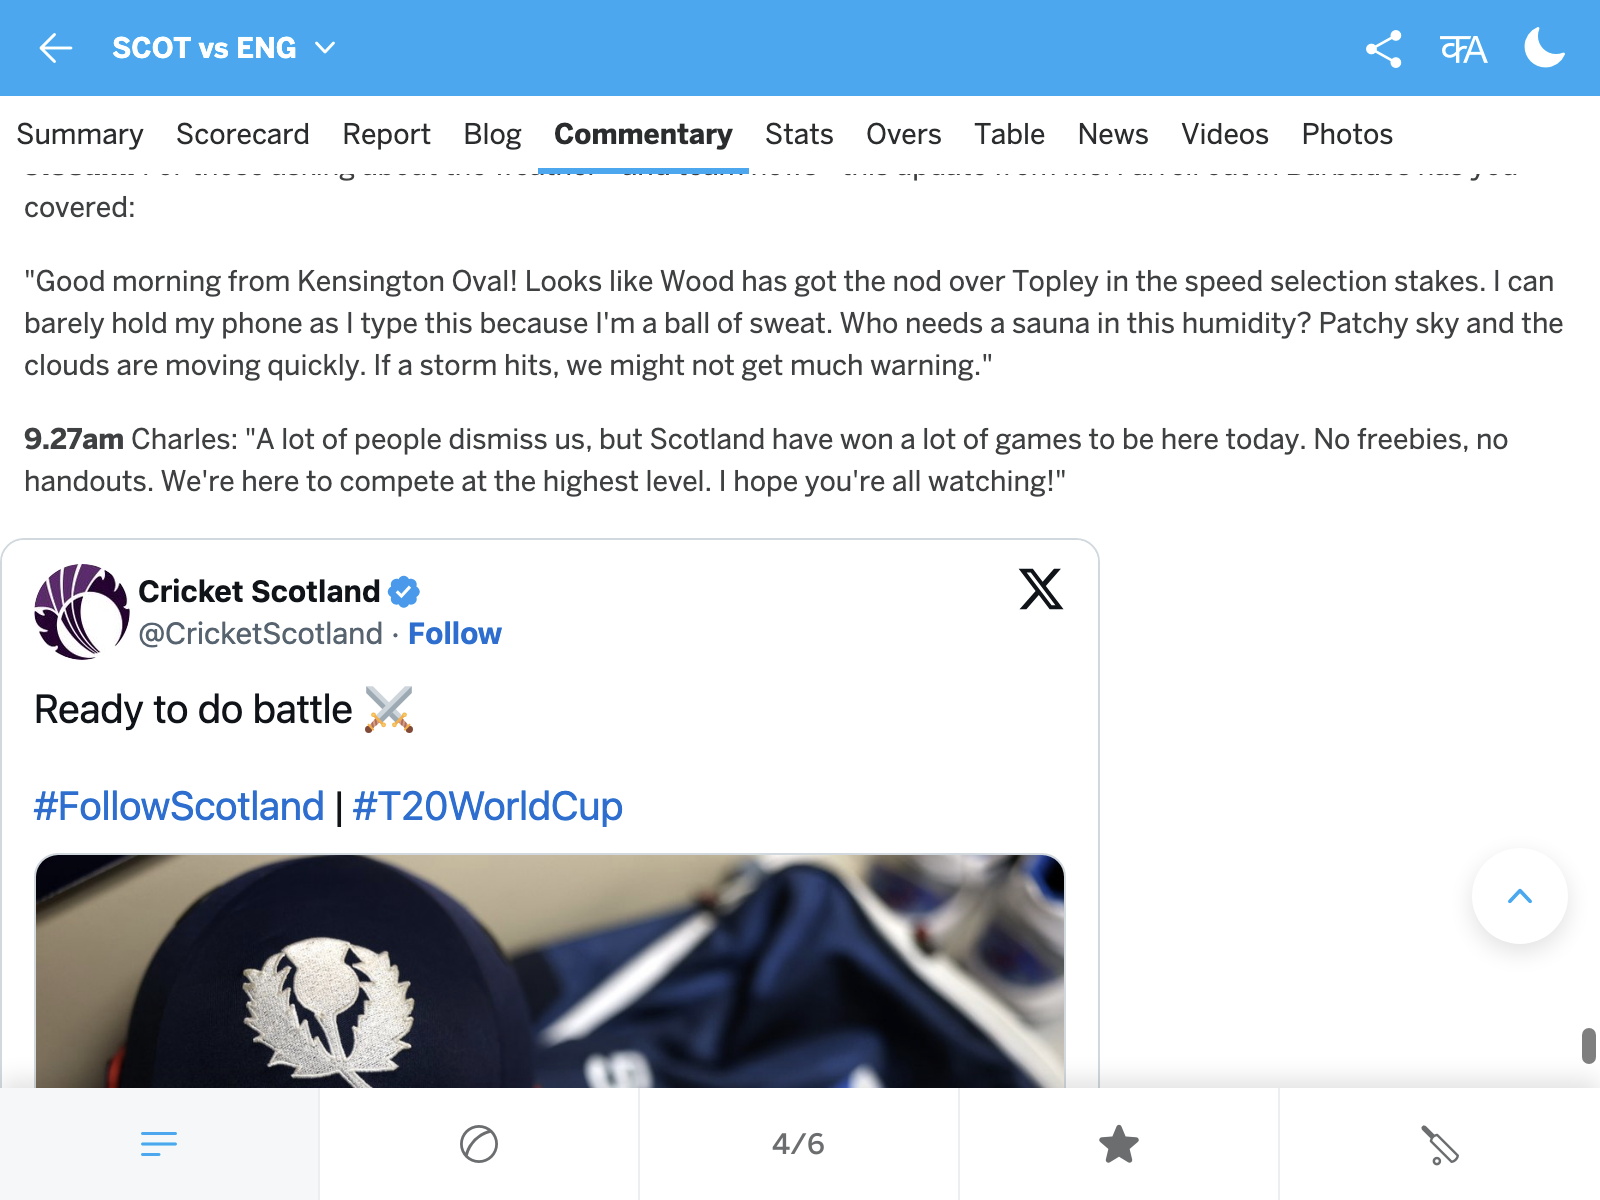 SCOT vs ENG
Summary Scorecard Report Blog Commentary Stats Overs Table News Videos Photos
covered:
"Good morning from Kensington Oval! Looks like Wood has got the nod over Topley in the speed selection stakes. I can
barely hold my phone as I type this because I'm a ball of sweat. Who needs a sauna in this humidity? Patchy sky and the
clouds are moving quickly. If a storm hits, we might not get much warning."
9.27am Charles: "A lot of people dismiss us, but Scotland have won a lot of games to be here today. No freebies, no
handouts. We're here to compete at the highest level. I hope you're all watching!"
Cricket Scotland
@CricketScotland · Follow
Ready to do battle ⚔️
#FollowScotland | #T20WorldCup
4/6